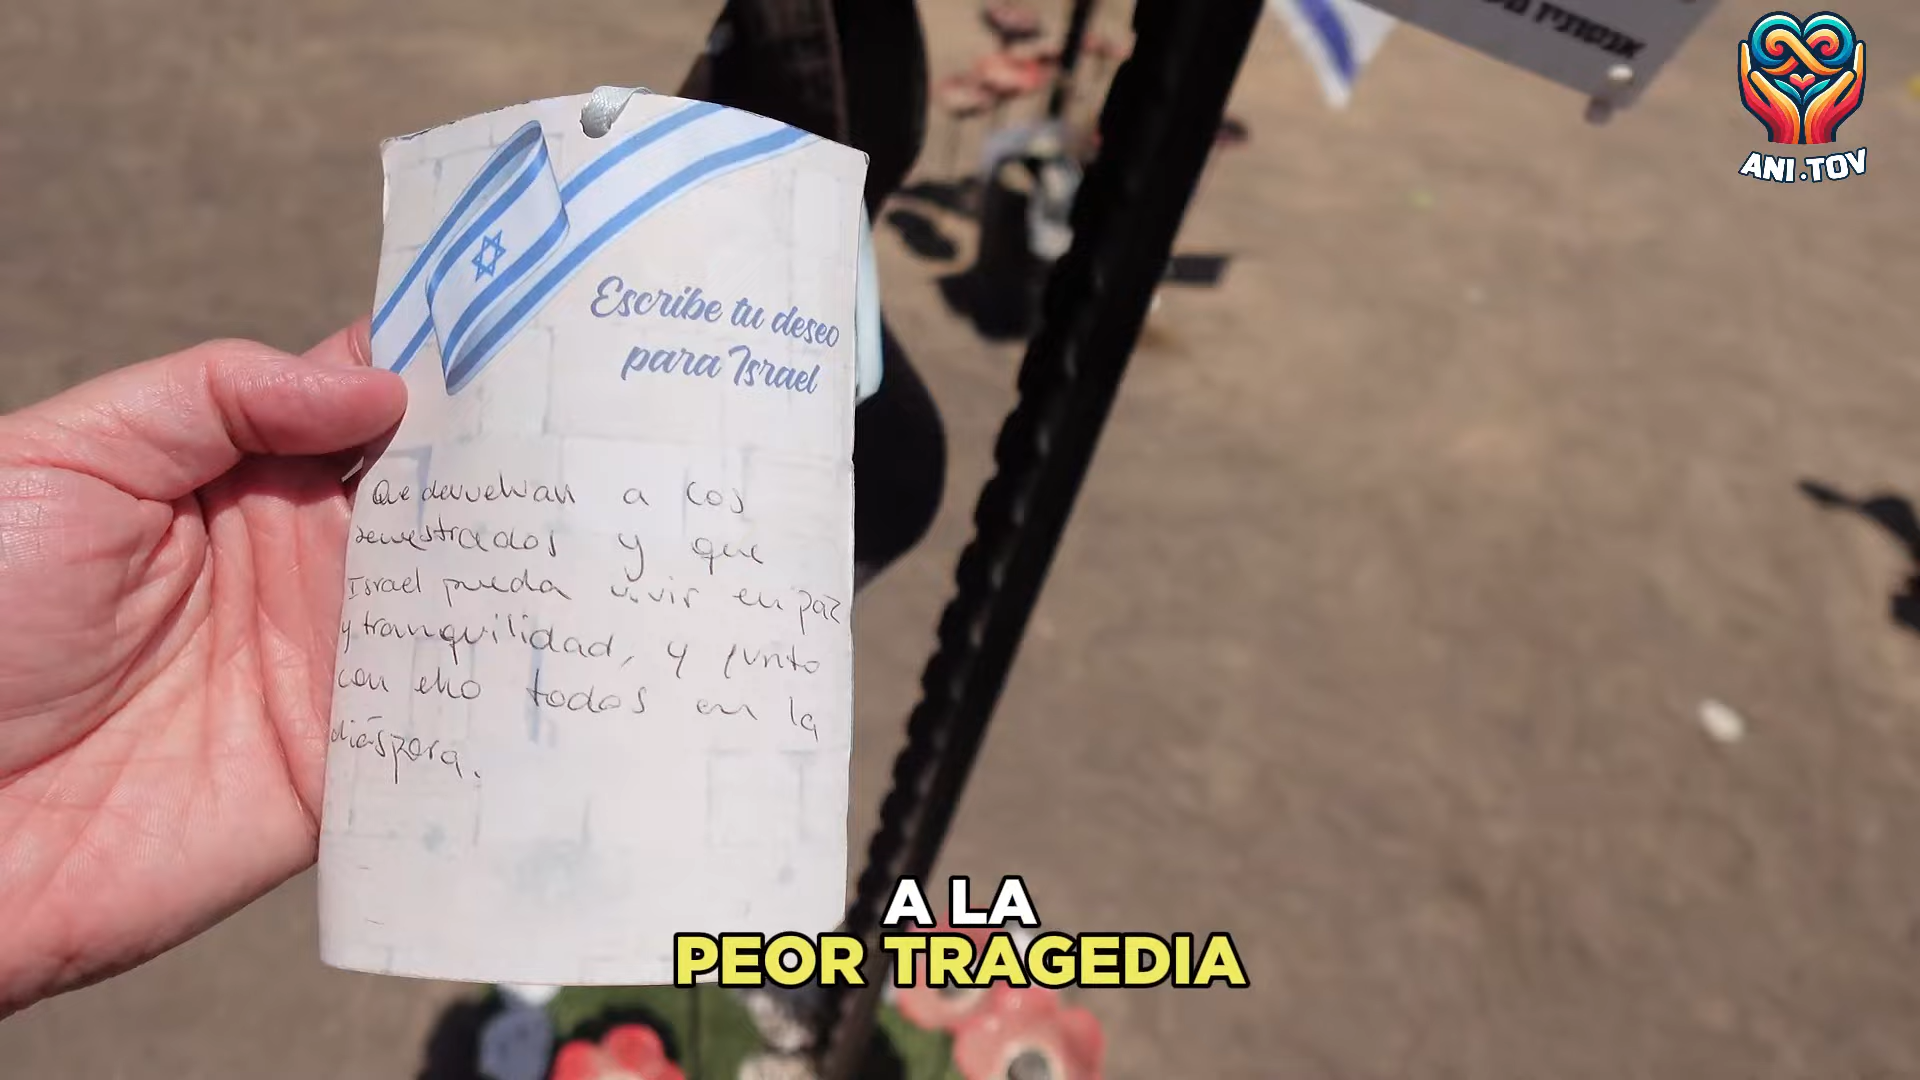 אנסטניו
ANI.TOV
Escribe tu deseo
para Israel
Que devuelvan a los
secuestrados y que
Israel pueda vivir en paz
y tranquilidad, y junto
con ello todos en la
diáspora.
A LA
PEOR TRAGEDIA